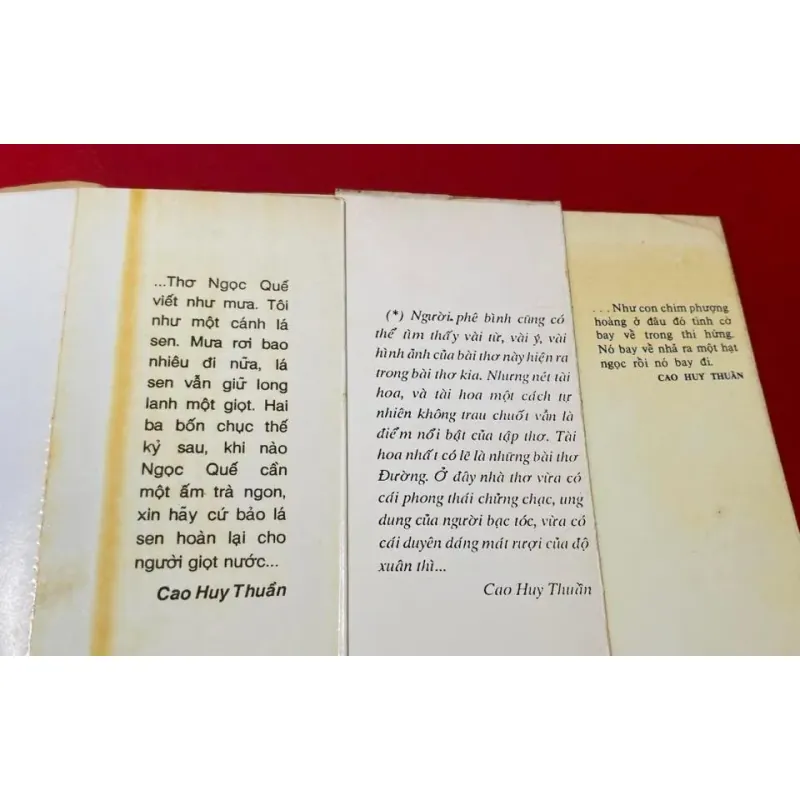 ...Thơ Ngọc Quế
viết như mưa. Tôi
như một cánh lá
sen. Mưa rơi bao
nhiêu đi nữa, lá
sen vẫn giữ long
lanh một giọt. Hai
ba bốn chục thế
kỷ sau, khi nào
Ngọc Quế cần
một ấm trà ngon,
xin hãy cứ bảo lá
sen hoàn lại cho
người giọt nước...
Cao Huy Thuần
(*) Người phê bình cũng có
thể tìm thấy vài từ, vài ý, vài
hình ảnh của bài thơ này hiện ra
trong bài thơ kia. Nhưng nét tài
hoa, và tài hoa một cách tự
nhiên không trau chuốt vẫn là
điểm nổi bật của tập thơ. Tài
hoa nhất có lẽ là những bài thơ
Đường. Ở đây nhà thơ vừa có
cái phong thái chững chạc, ung
dung của người bạc tóc, vừa có
cái duyên dáng mát rượi của độ
xuân thì...
Cao Huy Thuần
...Như con chim phượng
hoàng ở đâu đó tình cờ
bay về trong thi hứng.
Nó bay về nhả ra một hạt
ngọc rồi nó bay đi.
CAO HUY THUẦN